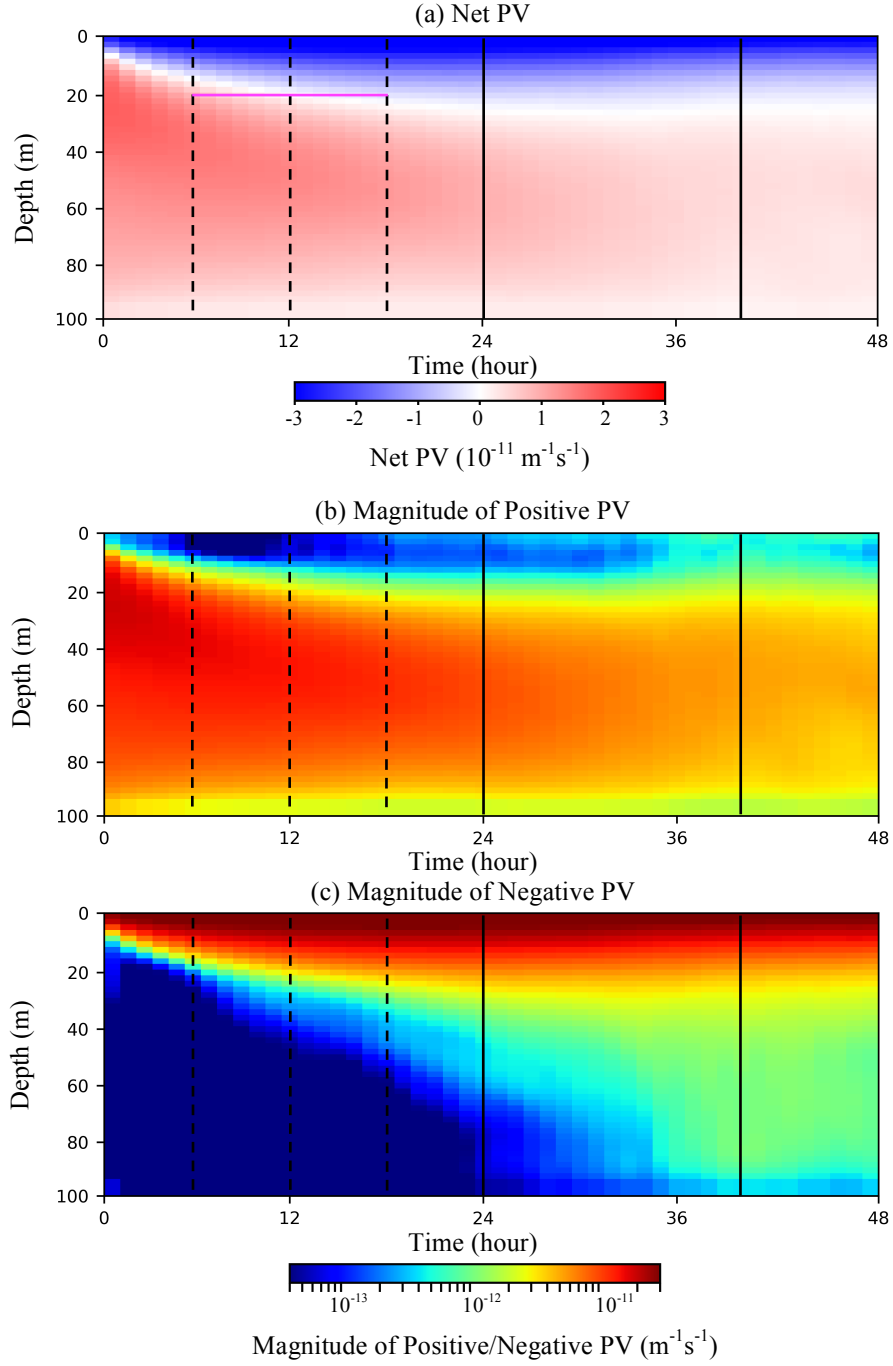 (a) Net PV
0
20
40
60
80
100
Depth (m)
0 12 24 36 48
Time (hour)
-3 -2 -1 0 1 2 3
Net PV (10⁻¹¹ m⁻¹s⁻¹)
(b) Magnitude of Positive PV
0
20
40
60
80
100
Depth (m)
0 12 24 36 48
Time (hour)
(c) Magnitude of Negative PV
0
20
40
60
80
100
Depth (m)
0 12 24 36 48
Time (hour)
10⁻¹³ 10⁻¹² 10⁻¹¹
Magnitude of Positive/Negative PV (m⁻¹s⁻¹)